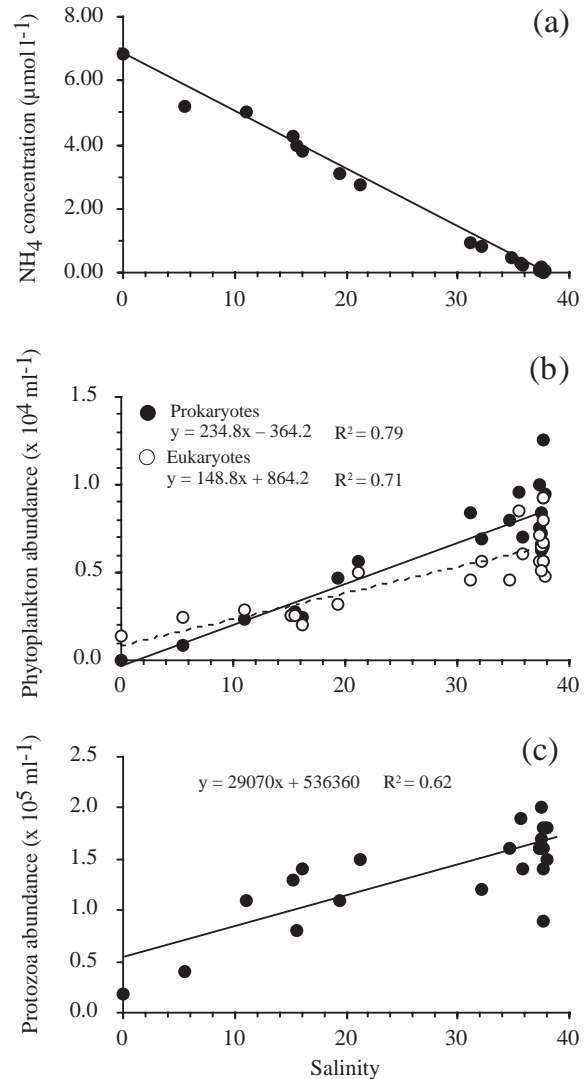 (a)
NH4 concentration (µmol l-1)
8.00
6.00
4.00
2.00
0.00
0 10 20 30 40
(b)
Phytoplankton abundance (x 10^4 ml-1)
1.5
1.0
0.5
0.0
Prokaryotes
y = 234.8x – 364.2 R2 = 0.79
Eukaryotes
y = 148.8x + 864.2 R2 = 0.71
0 10 20 30 40
(c)
Protozoa abundance (x 10^5 ml-1)
2.5
2.0
1.5
1.0
0.5
0.0
y = 29070x + 536360 R2 = 0.62
0 10 20 30 40
Salinity